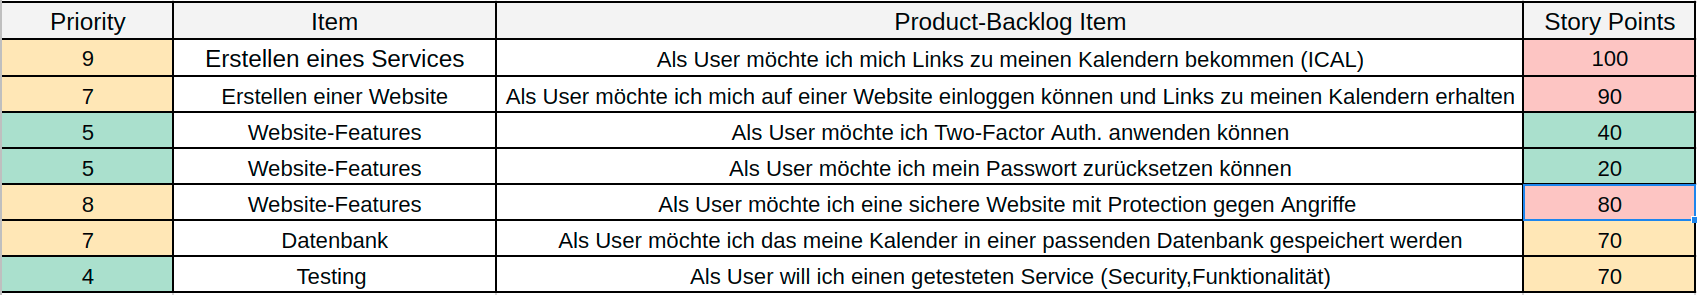 Priority Item Product-Backlog Item Story Points
9 Erstellen eines Services Als User möchte ich mich Links zu meinen Kalendern bekommen (ICAL) 100
7 Erstellen einer Website Als User möchte ich mich auf einer Website einloggen können und Links zu meinen Kalendern erhalten 90
5 Website-Features Als User möchte ich Two-Factor Auth. anwenden können 40
5 Website-Features Als User möchte ich mein Passwort zurücksetzen können 20
8 Website-Features Als User möchte ich eine sichere Website mit Protection gegen Angriffe 80
7 Datenbank Als User möchte ich das meine Kalender in einer passenden Datenbank gespeichert werden 70
4 Testing Als User will ich einen getesteten Service (Security,Funktionalität) 70